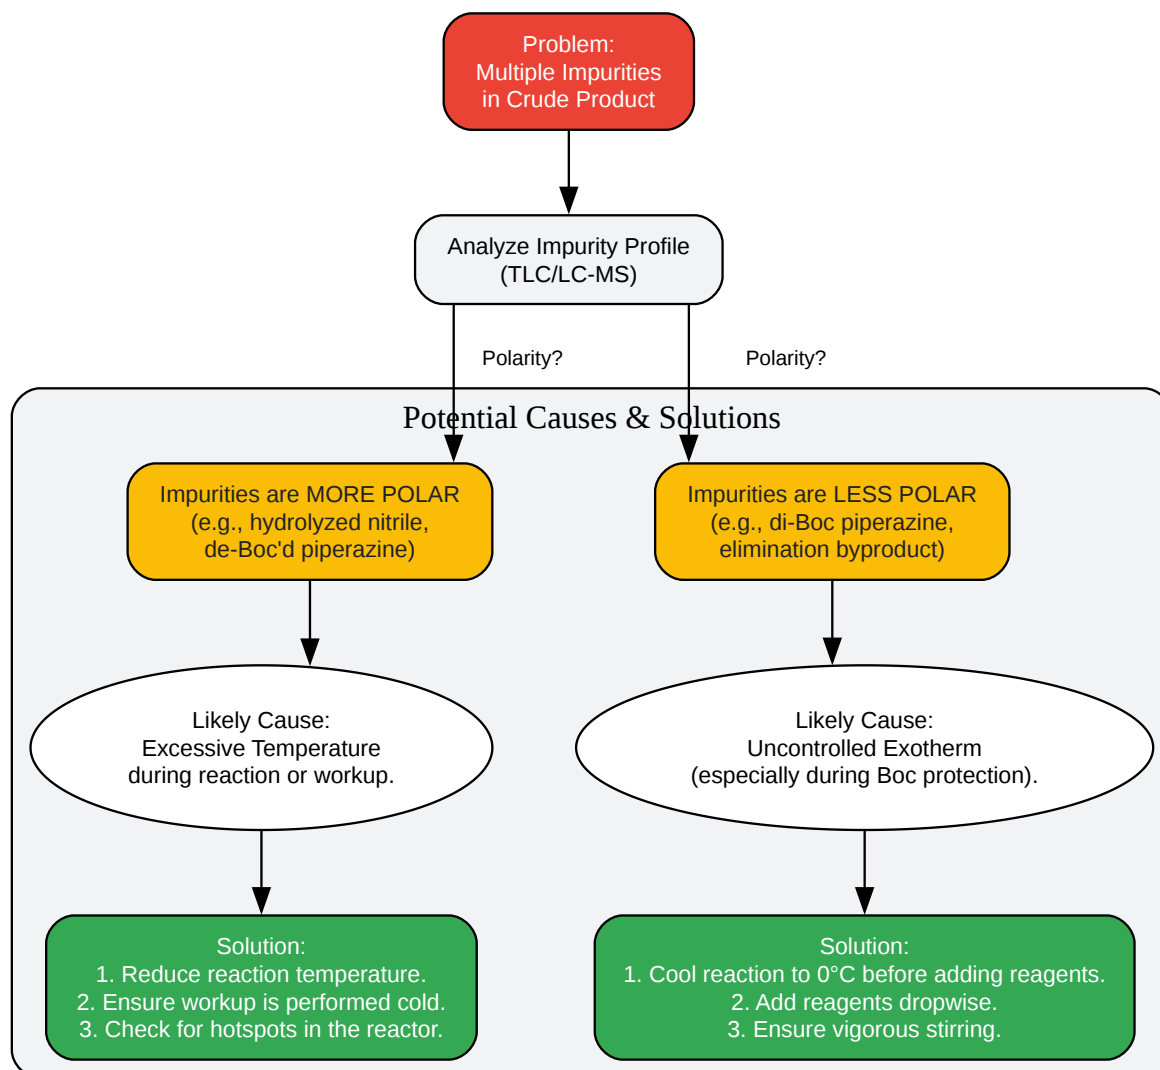 Problem:
Multiple Impurities
in Crude Product
Analyze Impurity Profile
(TLC/LC-MS)
Polarity?
Polarity?
Potential Causes & Solutions
Impurities are MORE POLAR
(e.g., hydrolyzed nitrile,
de-Boc'd piperazine)
Impurities are LESS POLAR
(e.g., di-Boc piperazine,
elimination byproduct)
Likely Cause:
Excessive Temperature
during reaction or workup.
Likely Cause:
Uncontrolled Exotherm
(especially during Boc protection).
Solution:
1. Reduce reaction temperature.
2. Ensure workup is performed cold.
3. Check for hotspots in the reactor.
Solution:
1. Cool reaction to 0°C before adding reagents.
2. Add reagents dropwise.
3. Ensure vigorous stirring.